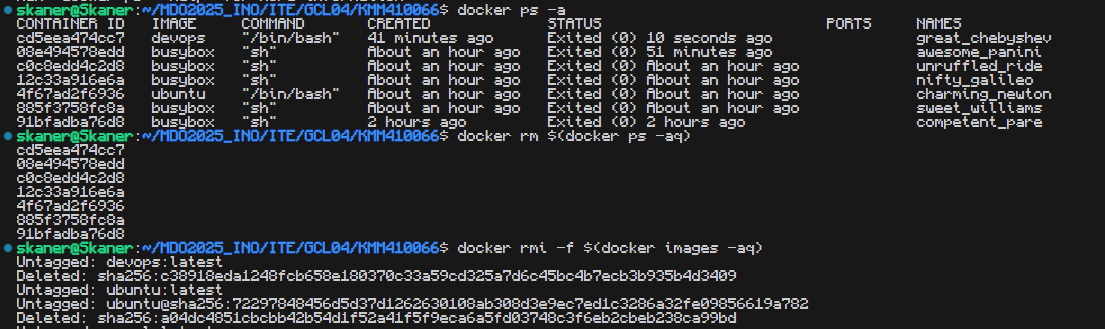 skaner@Skaner:~/MDO2025_INO/ITE/GCL04/KMM410066$ docker ps -a
CONTAINER ID   IMAGE     COMMAND       CREATED             STATUS                         PORTS     NAMES
cd5eea474cc7   devops    "/bin/bash"   41 minutes ago      Exited (0) 10 seconds ago                great_chebyshev
08e494578edd   busybox   "sh"          About an hour ago   Exited (0) 51 minutes ago                awesome_panini
c0c8edd4c2d8   busybox   "sh"          About an hour ago   Exited (0) About an hour ago             unruffled_ride
12c33a916e6a   busybox   "sh"          About an hour ago   Exited (0) About an hour ago             nifty_galileo
4f67ad2f6936   ubuntu    "/bin/bash"   About an hour ago   Exited (0) About an hour ago             charming_newton
885f3758fc8a   busybox   "sh"          About an hour ago   Exited (0) About an hour ago             sweet_williams
91bfadba76d8   busybox   "sh"          2 hours ago         Exited (0) 2 hours ago                   competent_pare
skaner@Skaner:~/MDO2025_INO/ITE/GCL04/KMM410066$ docker rm $(docker ps -aq)
cd5eea474cc7
08e494578edd
c0c8edd4c2d8
12c33a916e6a
4f67ad2f6936
885f3758fc8a
91bfadba76d8
skaner@Skaner:~/MDO2025_INO/ITE/GCL04/KMM410066$ docker rmi -f $(docker images -aq)
Untagged: devops:latest
Deleted: sha256:c38918eda1248fcb658e180370c33a59cd325a7d6c45bc4b7ecb3b935b4d3409
Untagged: ubuntu:latest
Untagged: ubuntu@sha256:72297848456d5d37d1262630108ab308d3e9ec7ed1c3286a32fe09856619a782
Deleted: sha256:a04dc4851cbcbb42b54d1f52a41f5f9eca6a5fd03748c3f6eb2cbeb238ca99bd